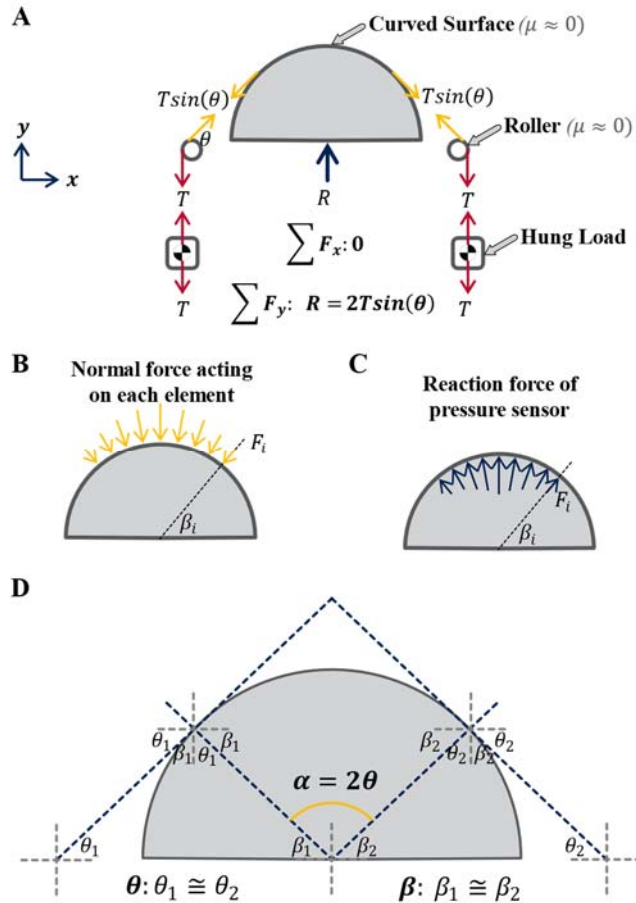 A
Curved Surface (μ ≈ 0)
Tsin(θ)
Tsin(θ)
θ
Roller (μ ≈ 0)
y
x
T
R
T
∑ F_x: 0
Hung Load
T
∑ F_y: R = 2Tsin(θ)
T
B
Normal force acting
on each element
F_i
β_i
C
Reaction force of
pressure sensor
F_i
β_i
D
θ_1 β_1 θ_1 β_1
β_2 θ_2 β_2 θ_2
α = 2θ
θ_1
β_1
β_2
θ_2
θ: θ_1 ≅ θ_2
β: β_1 ≅ β_2